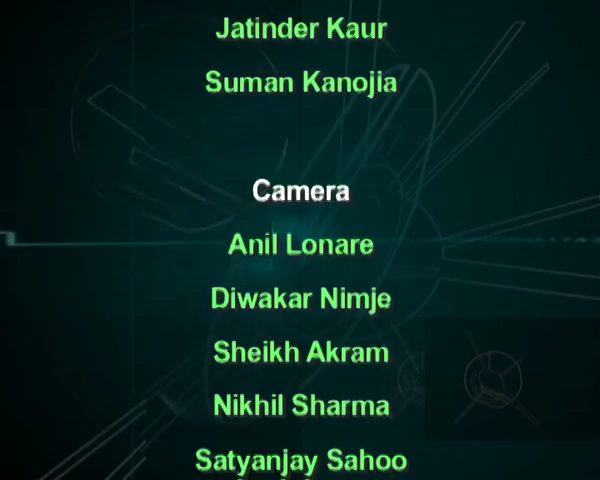 Jatinder Kaur
Suman Kanojia
Camera
Anil Lonare
Diwakar Nimje
Sheikh Akram
Nikhil Sharma
Satyanjay Sahoo